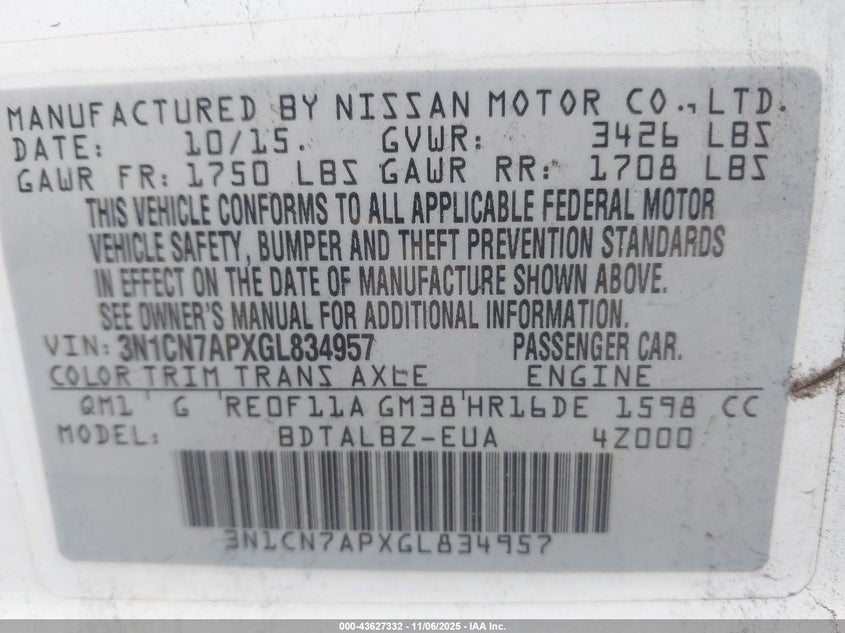 MANUFACTURED BY NISSAN MOTOR CO., LTD.
DATE: 10/15. GVWR: 3426 LBS
GAWR FR: 1750 LBS GAWR RR: 1708 LBS
THIS VEHICLE CONFORMS TO ALL APPLICABLE FEDERAL MOTOR
VEHICLE SAFETY, BUMPER AND THEFT PREVENTION STANDARDS
IN EFFECT ON THE DATE OF MANUFACTURE SHOWN ABOVE.
SEE OWNER'S MANUAL FOR ADDITIONAL INFORMATION.
VIN: 3N1CN7APXGL834957 PASSENGER CAR.
COLOR TRIM TRANS AXLE ENGINE
QM1 ' G 'RE0F11A GM38'HR16DE 1598 CC
MODEL: BDTALBZ-EUA 4Z000
3N1CN7APXGL834957
000-43627332 - 11/06/2025 - IAA Inc.